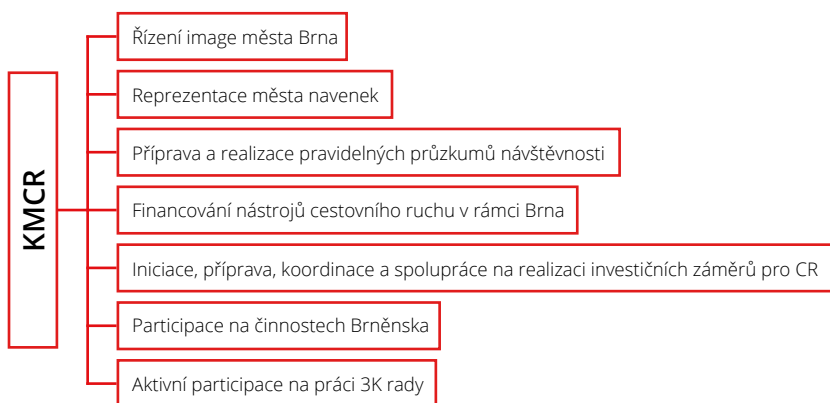 KMCR
Řízení image města Brna
Reprezentace města navenek
Příprava a realizace pravidelných průzkumů návštěvnosti
Financování nástrojů cestovního ruchu v rámci Brna
Iniciace, příprava, koordinace a spolupráce na realizaci investičních záměrů pro CR
Participace na činnostech Brněnska
Aktivní participace na práci 3K rady